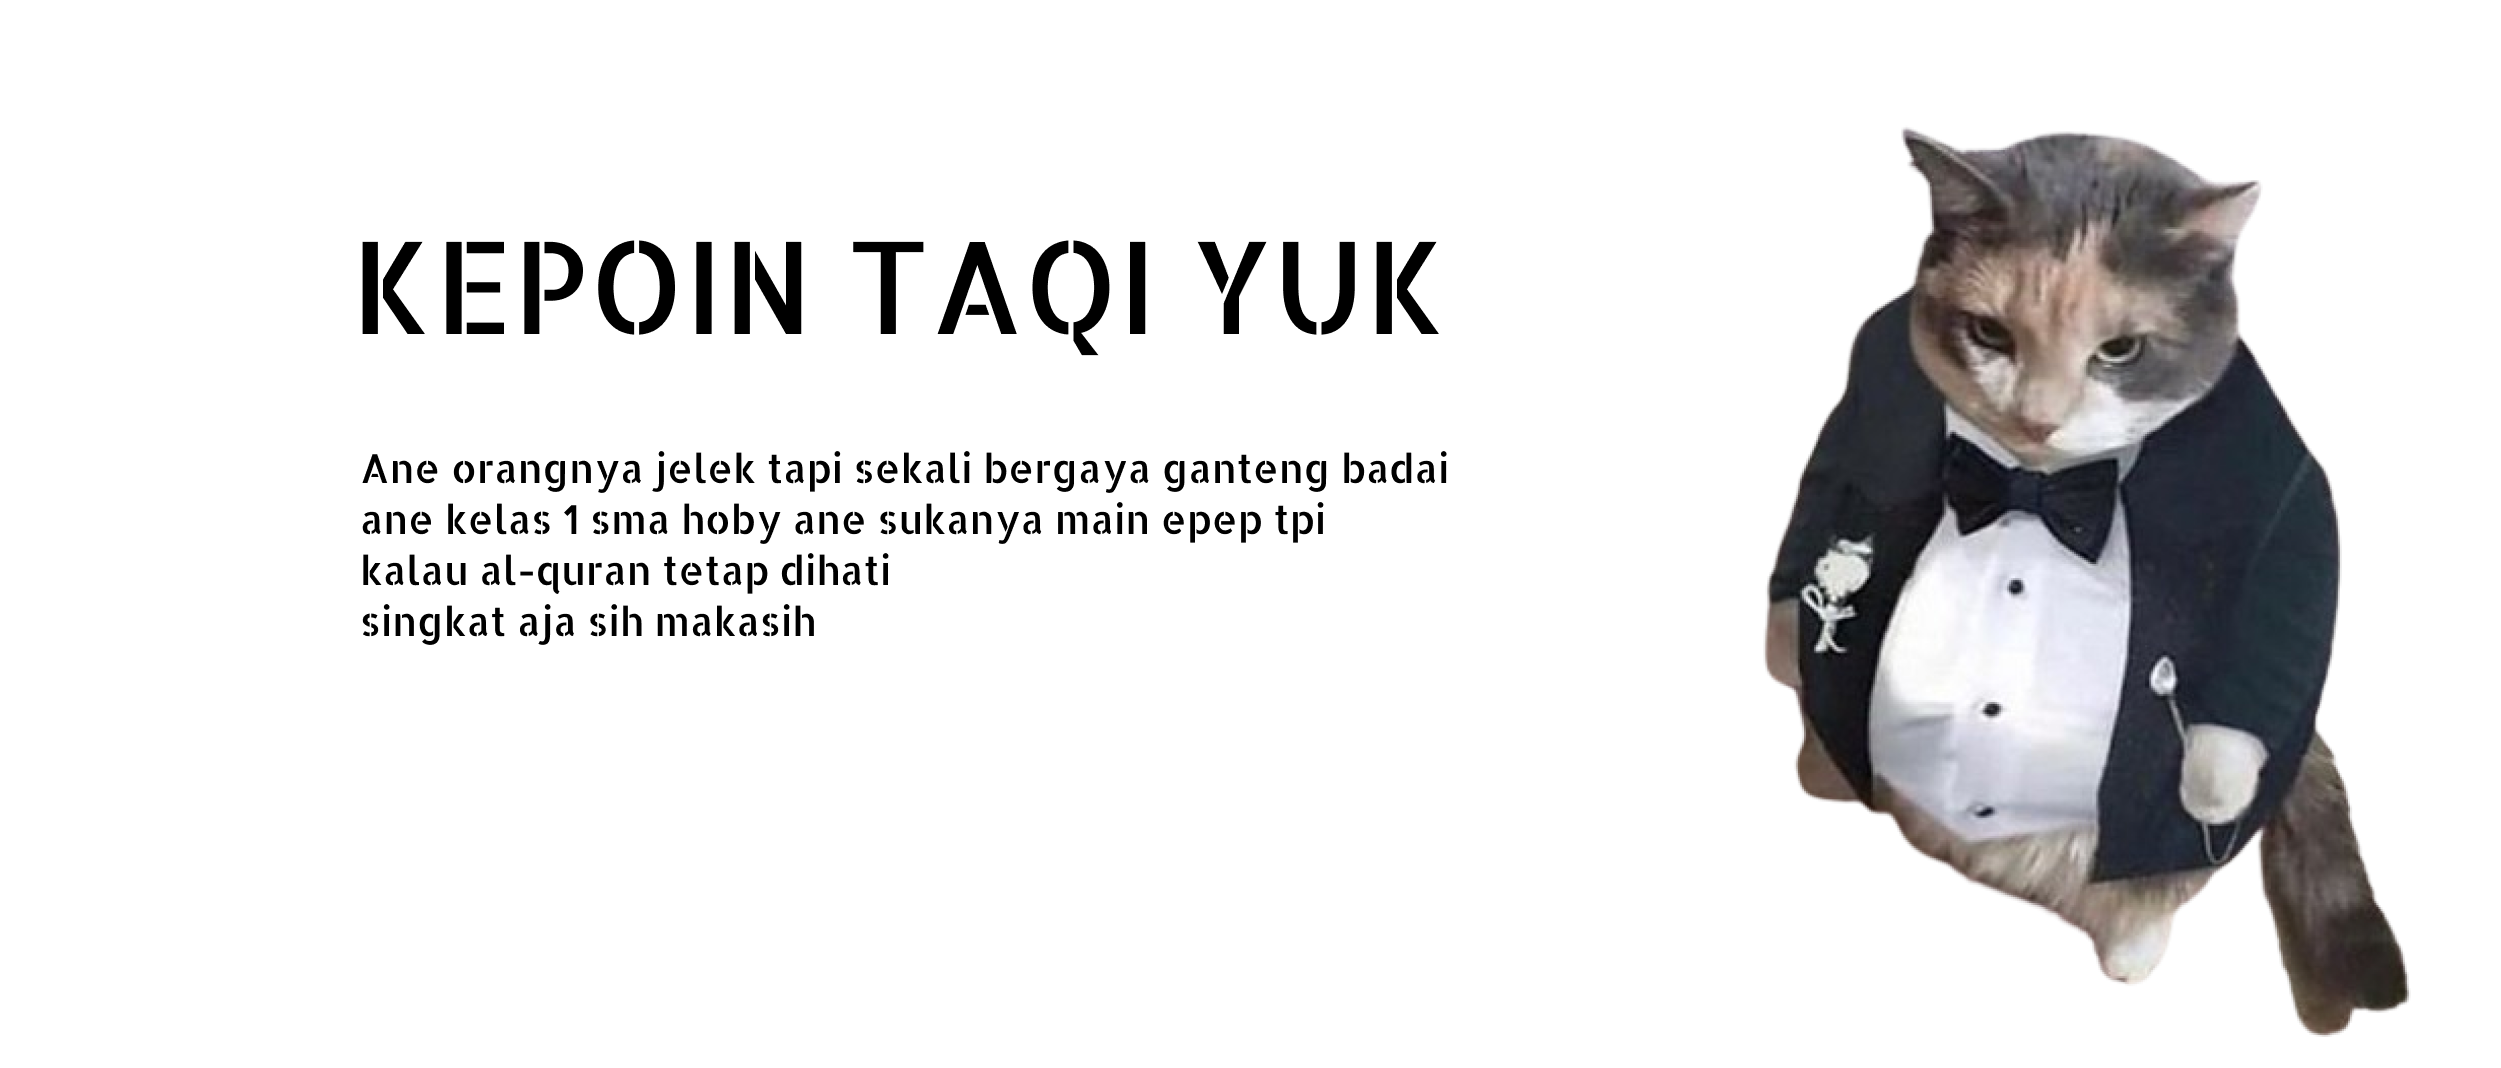 KEPOIN TAQI YUK
Ane orangnya jelek tapi sekali bergaya ganteng badai
ane kelas 1 sma hoby ane sukanya main epep tpi
kalau al-quran tetap dihati
singkat aja sih makasih